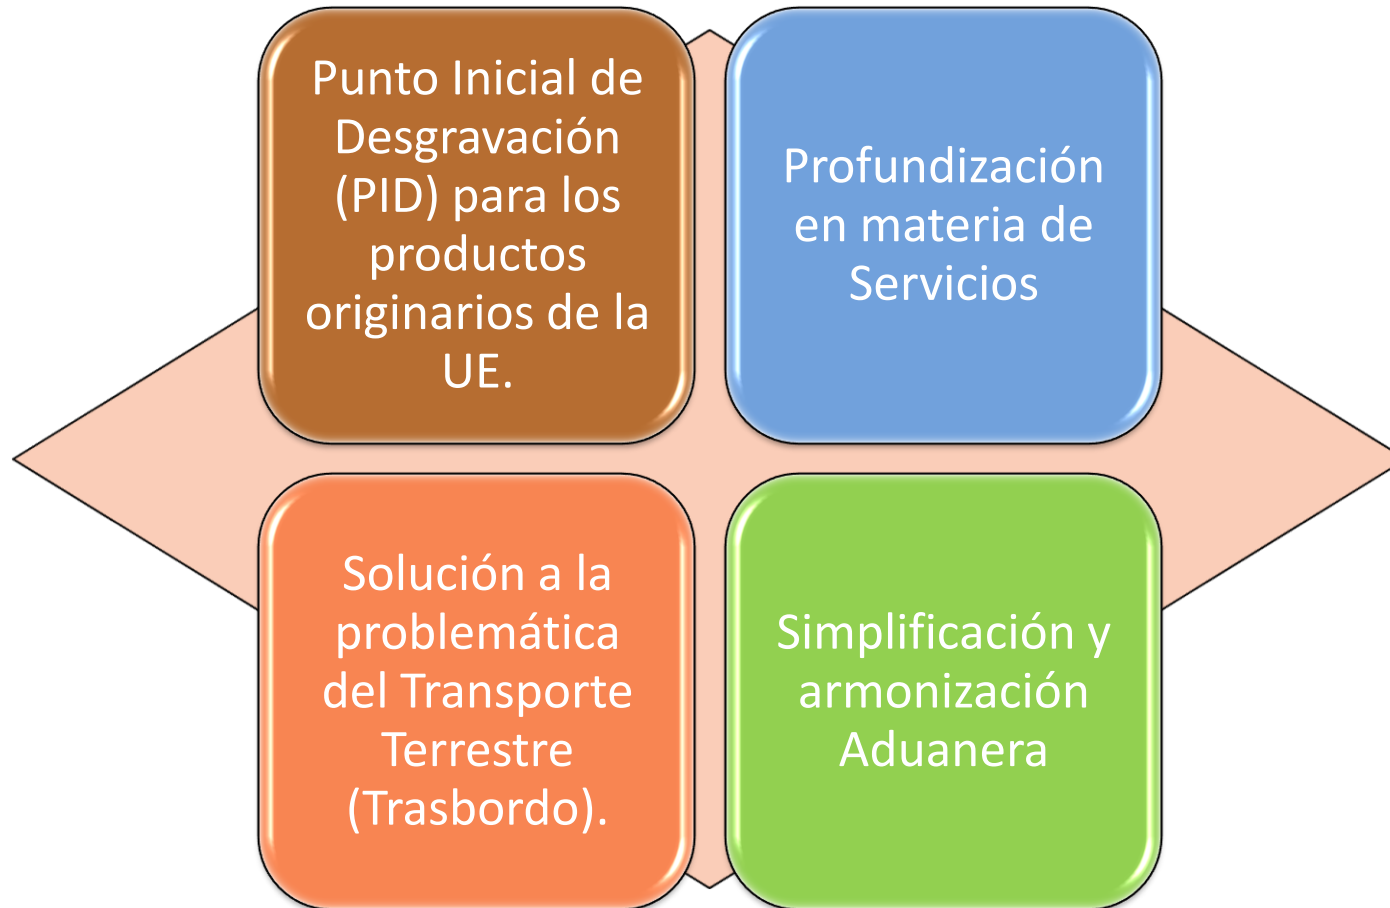 Punto Inicial de
Desgravación
(PID) para los
productos
originarios de la
UE.
Profundización
en materia de
Servicios
Solución a la
problemática
del Transporte
Terrestre
(Trasbordo).
Simplificación y
armonización
Aduanera